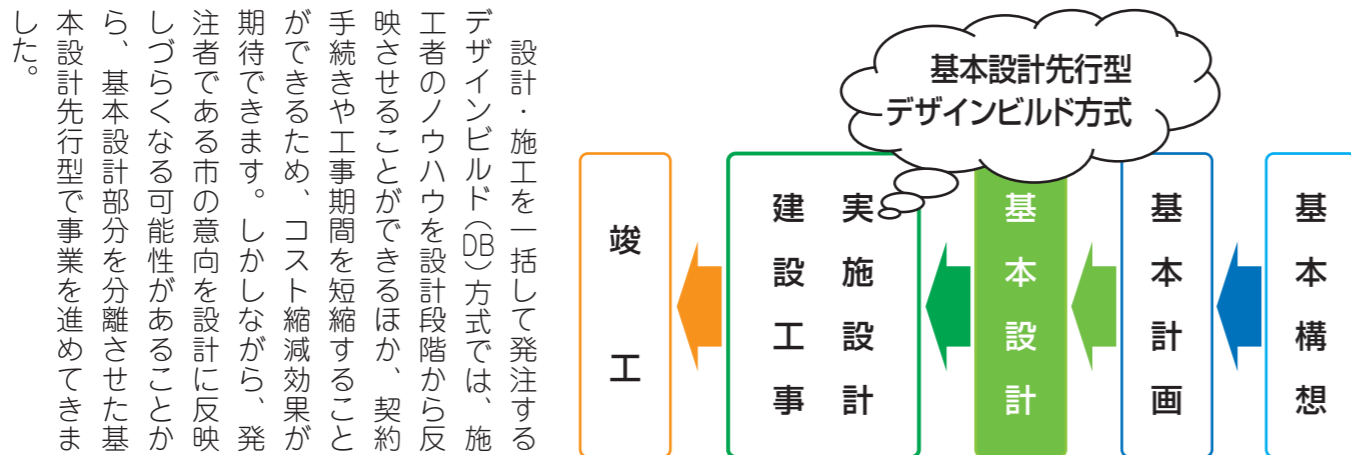 基本設計先行型
デザインビルド方式
基本構想
基本計画
基本設計
実施設計
建設工事
竣工
設計・施工を一括して発注する
デザインビルド(DB)方式では、施
工者のノウハウを設計段階から反
映させることができるほか、契約
手続きや工事期間を短縮すること
ができるため、コスト縮減効果が
期待できます。しかしながら、発
注者である市の意向を設計に反映
しづらくなる可能性があることか
ら、基本設計部分を分離させた基
本設計先行型で事業を進めてきま
した。